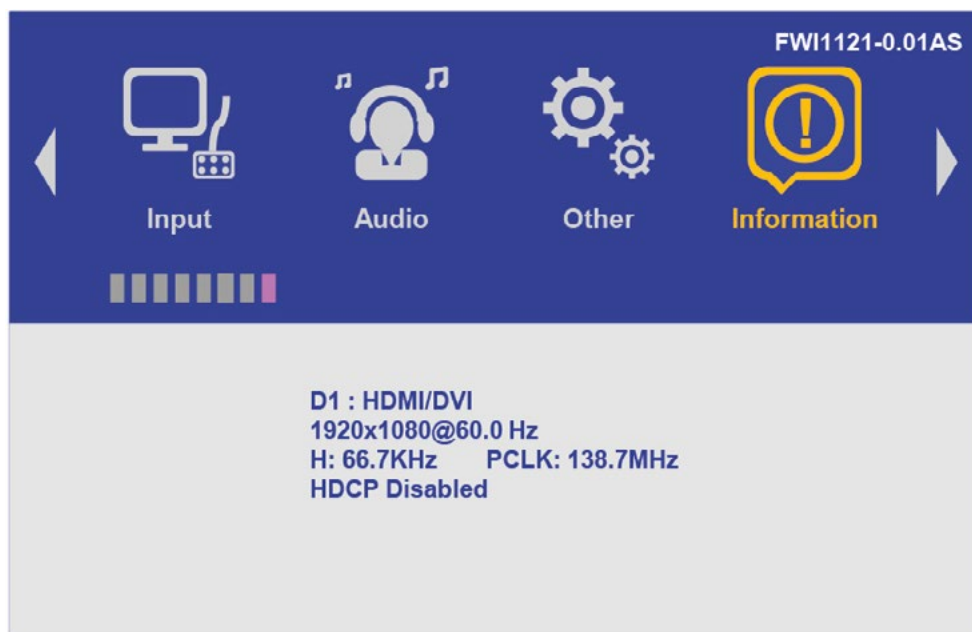 FWI1121-0.01AS
Input Audio Other Information
D1 : HDMI/DVI
1920x1080@60.0 Hz
H: 66.7KHz PCLK: 138.7MHz
HDCP Disabled